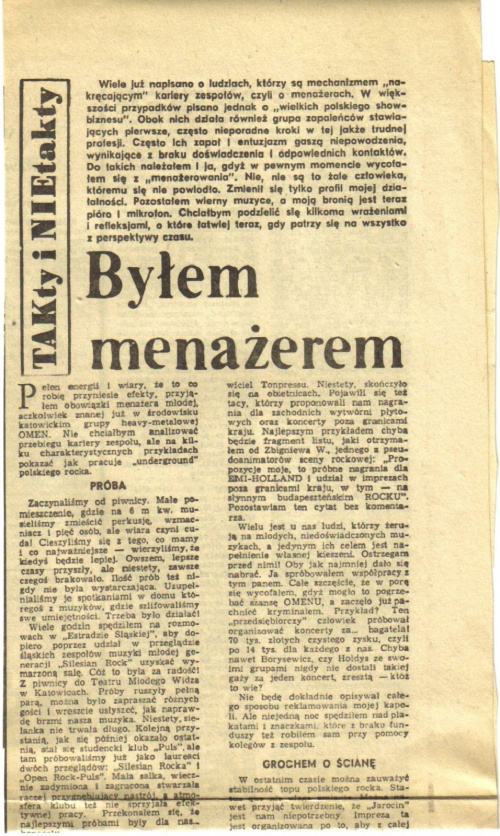 TAKty i NIEtakty
Wiele już napisano o ludziach, którzy są mechanizmem „na-
kręcającym” kariery zespołów, czyli o menażerach. W więk-
szości przypadków pisano jednak o „wielkich polskiego show-
biznesu”. Obok nich działa również grupa zapaleńców stawia-
jących pierwsze, często nieporadne kroki w tej jakże trudnej
profesji. Często ich zapał i entuzjazm gaszą niepowodzenia,
wynikające z braku doświadczenia i odpowiednich kontaktów.
Do takich należałem i ja, gdyż w pewnym momencie wycofa-
łem się z „menażerowania”. Nie, nie są to żale człowieka,
któremu się nie powiodło. Zmienił się tylko profil mojej dzia-
łalności. Pozostałem wierny muzyce, a moją bronią jest teraz
pióro i mikrofon. Chciałbym podzielić się kilkoma wrażeniami
i refleksjami, o które łatwiej teraz, gdy patrzy się na wszystko
z perspektywy czasu.
Byłem
menażerem
Pełen energii i wiary, że to co
robię przyniesie efekty, przyją-
łem obowiązki menażera młodej,
aczkolwiek znanej już w środowisku
katowickim grupy heavy-metalowej
OMEN. Nie chciałbym analizować
przebiegu kariery zespołu, ale na kil-
ku charakterystycznych przykładach
pokazać jak pracuje „underground”
polskiego rocka.
PRÓBA
Zaczynaliśmy od piwnicy. Małe po-
mieszczenie, gdzie na 6 m kw. mu-
sieliśmy zmieścić perkusję, wzmac-
niacz i pięć osób, ale wiara czyni cu-
da! Cieszyliśmy się z tego, co mamy
i co najważniejsze — wierzyliśmy, że
kiedyś będzie lepiej. Owszem, lepsze
czasy przyszły, ale niestety, zawsze
czegoś brakowało. Ilość prób też ni-
gdy nie była wystarczająca. Uzupeł-
nialiśmy je spotkaniami w domu któ-
regoś z muzyków, gdzie szlifowaliśmy
swe umiejętności. Trzeba było działać!
Wiele godzin spędziłem na rozmo-
wach w „Estradzie Śląskiej”, aby do-
piero poprzez udział w przeglądzie
śląskich zespołów muzyki młodej ge-
neracji „Silesian Rock” uzyskać wy-
marzoną salę. Cóż to była za radość!
Z piwnicy do Teatru Młodego Widza
w Katowicach. Próby ruszyły pełną
parą, można było zapraszać różnych
gości i wreszcie usłyszeć, jak napraw-
dę brzmi nasza muzyka. Niestety, sie-
lanka nie trwała długo. Kolejną przy-
stanią, jak się później okazało ostat-
nią, stał się studencki klub „Puls”, ale
tam próbowaliśmy już jako laureaci
dwóch przeglądów: „Silesian Rocka” i
„Open Rock-Puls”. Mała salka, wiecz-
nie zadymiona i zagracona stwarzała
raczej przygnębiający nastrój, a atmo-
sfera klubu też nie sprzyjała efek-
tywnej pracy. Przekonałem się, że
najlepszymi próbami były dla nas...
wiciel Tonpressu. Niestety, skończyło
się na obietnicach. Pojawili się też
tacy, którzy proponowali nam nagra-
nia dla zachodnich wytwórni płyto-
wych oraz koncerty poza granicami
kraju. Najlepszym przykładem chyba
będzie fragment listu, jaki otrzyma-
łem od Zbigniewa W., jednego z pseu-
doanimatorów sceny rockowej: „Pro-
pozycje moje, to próbne nagrania dla
EMI-HOLLAND i udział w imprezach
poza granicami kraju, w tym — na
słynnym budapeszteńskim ROCKU”.
Pozostawiam ten cytat bez komenta-
rza.
Wielu jest u nas ludzi, którzy żeru-
ją na młodych, niedoświadczonych mu-
zykach, a jedynym ich celem jest na-
pełnienie własnej kieszeni. Ostrzegam
przed nimi! Oby jak najmniej dało się
nabrać. Ja spróbowałem współpracy z
tym panem. Całe szczęście, że w porę
się wycofałem, gdyż mogło to pogrze-
bać szansę OMENU, a zaczęło już pa-
chnieć kryminałem. Przykład? Ten
„przedsiębiorczy” człowiek próbował
organizować koncerty za... bagatela!
70 tys. złotych czystego zysku, czyli
po 14 tys. dla każdego z nas. Chyba
nawet Borysewicz, czy Hołdys ze swo-
imi grupami nigdy nie dostali takiej
gaży za jeden koncert, zresztą — któż
to wie?
Nie będę dokładnie opisywał całe-
go sposobu reklamowania mojej kape-
li. Ale niejedną noc spędziłem nad pla-
katami i znaczkami, które z braku fun-
duszy też robiłem sam przy pomocy
kolegów z zespołu.
GROCHEM O ŚCIANĘ
W ostatnim czasie można zauważyć
stabilność topu polskiego rocka. Sta-
wet przyjąć twierdzenie, że „Jarocin”
jest nam niepotrzebny. Impreza ta
jest organizowana po to, aby z całej